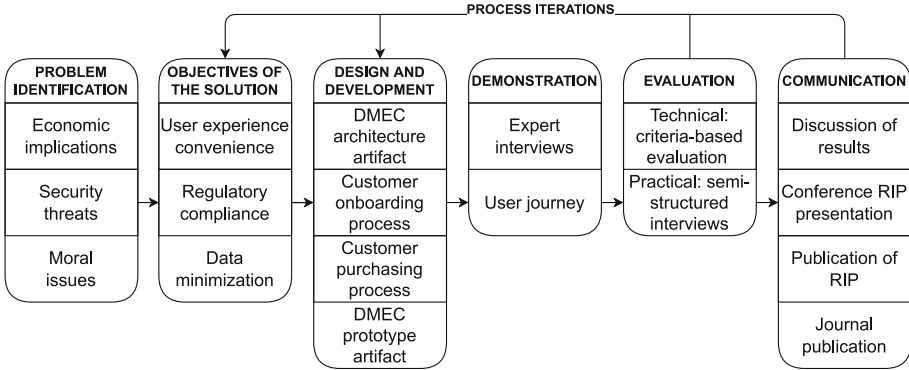 PROCESS ITERATIONS
PROBLEM
IDENTIFICATION
Economic
implications
Security
threats
Moral
issues
OBJECTIVES OF
THE SOLUTION
User experience
convenience
Regulatory
compliance
Data
minimization
DESIGN AND
DEVELOPMENT
DMEC
architecture
artifact
Customer
onboarding
process
Customer
purchasing
process
DMEC
prototype
artifact
DEMONSTRATION
Expert
interviews
User journey
EVALUATION
Technical:
criteria-based
evaluation
Practical: semi-
structured
interviews
COMMUNICATION
Discussion of
results
Conference RIP
presentation
Publication of
RIP
Journal
publication